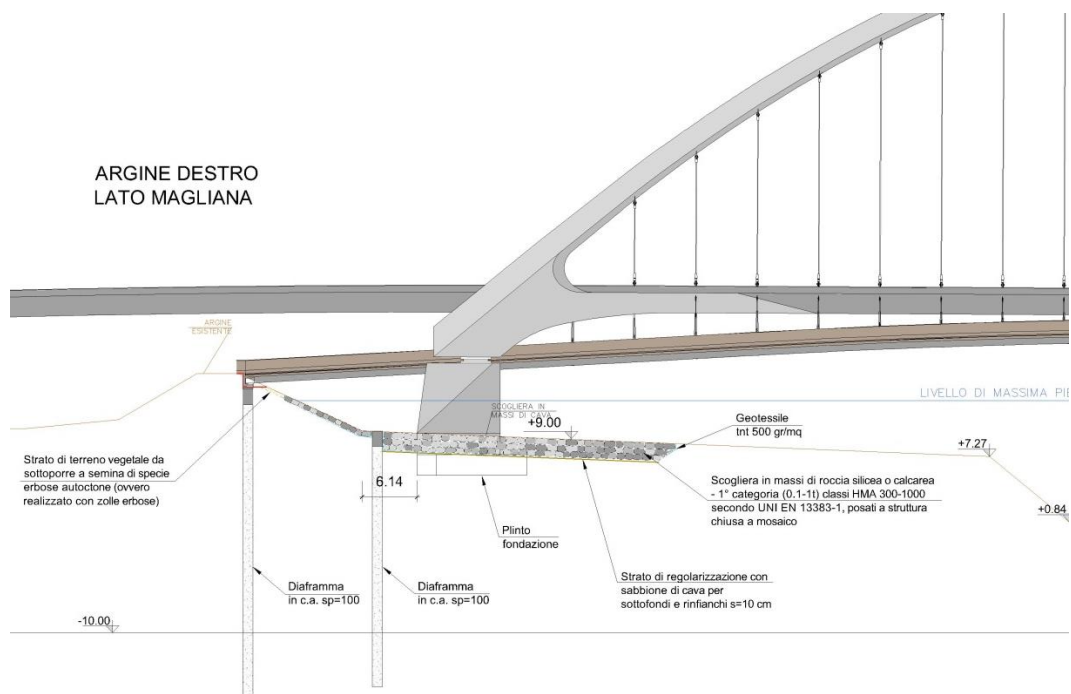 ARGINE DESTRO
LATO MAGLIANA
ARGINE
ESISTENTE
LIVELLO DI MASSIMA PIE
SCOGLIERA IN
MASSI DI CAVA
+9.00
Geotessile
tnt 500 gr/mq
+7.27
Strato di terreno vegetale da
sottoporre a semina di specie
erbose autoctone (ovvero
realizzato con zolle erbose)
6.14
Scogliera in massi di roccia silicea o calcarea
- 1° categoria (0.1-1t) classi HMA 300-1000
secondo UNI EN 13383-1, posati a struttura
chiusa a mosaico
+0.84
Plinto
fondazione
Diaframma
in c.a. sp=100
Diaframma
in c.a. sp=100
Strato di regolarizzazione con
sabbione di cava per
sottofondi e rinfianchi s=10 cm
-10.00